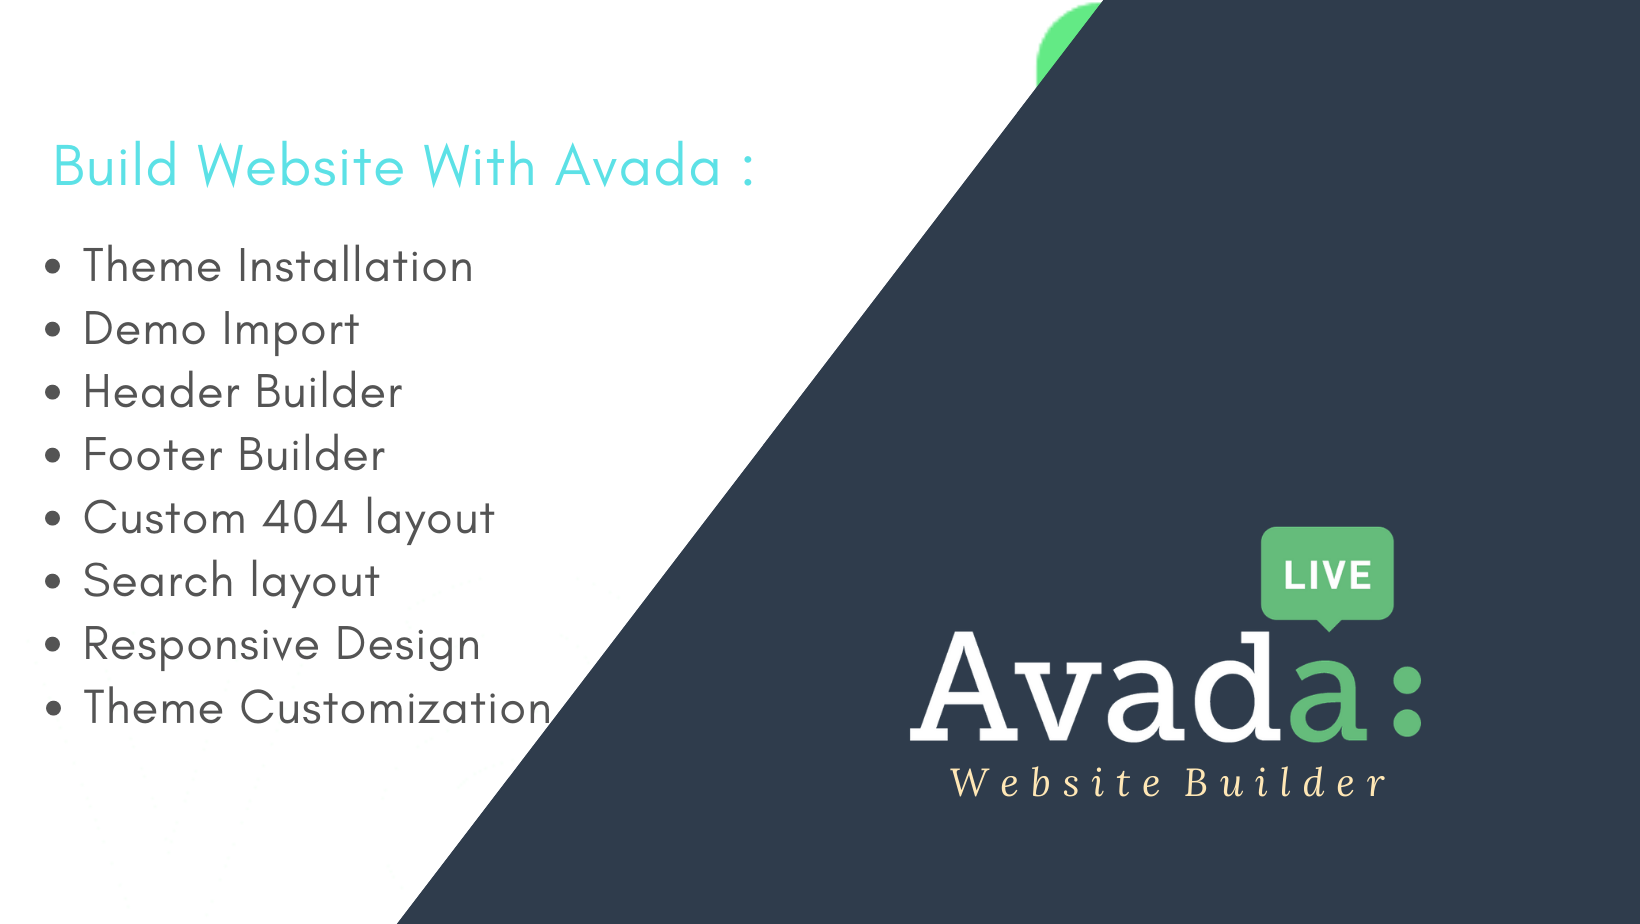 Build Website With Avada :
• Theme Installation
• Demo Import
• Header Builder
• Footer Builder
• Custom 404 layout
• Search layout
• Responsive Design
• Theme Customization
LIVE
Avada:
Website Builder